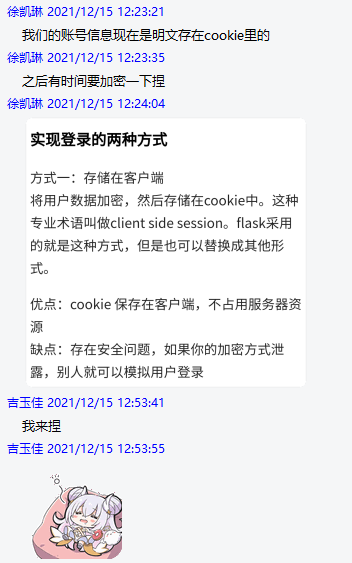 徐凯琳 2021/12/15 12:23:21
我们的账号信息现在是明文存在cookie里的
徐凯琳 2021/12/15 12:23:35
之后有时间要加密一下捏
徐凯琳 2021/12/15 12:24:04
实现登录的两种方式
方式一：存储在客户端
将用户数据加密，然后存储在cookie中。这种
专业术语叫做client side session。flask采用
的就是这种方式，但是也可以替换成其他形
式。
优点：cookie 保存在客户端，不占用服务器资
源
缺点：存在安全问题，如果你的加密方式泄
露，别人就可以模拟用户登录
吉玉佳 2021/12/15 12:53:41
我来捏
吉玉佳 2021/12/15 12:53:55